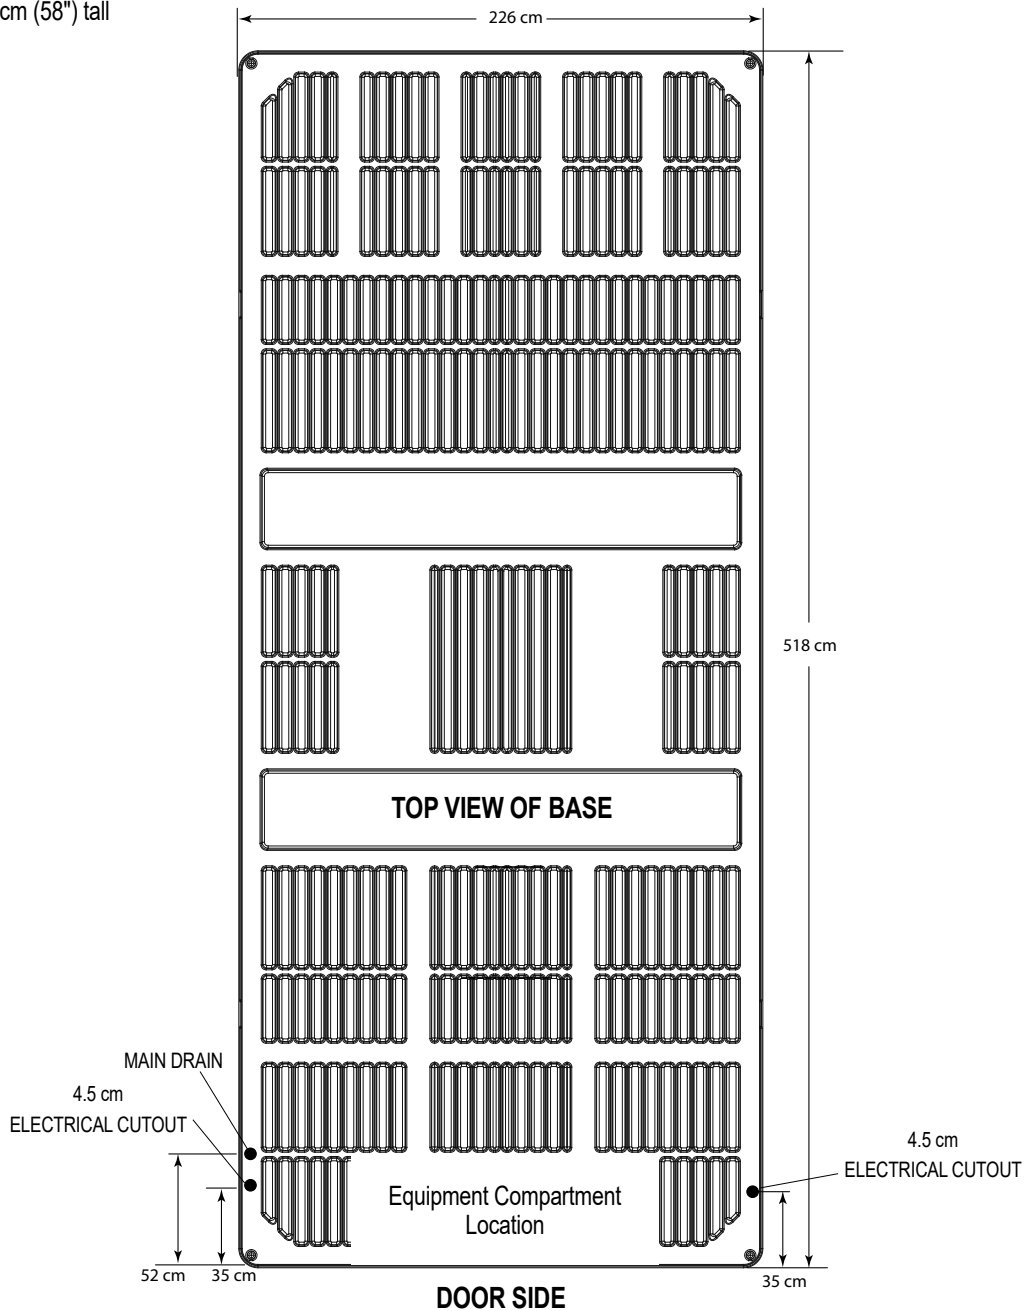 cm (58") tall
226 cm
518 cm
TOP VIEW OF BASE
MAIN DRAIN
4.5 cm
ELECTRICAL CUTOUT
4.5 cm
ELECTRICAL CUTOUT
Equipment Compartment
Location
52 cm
35 cm
35 cm
DOOR SIDE